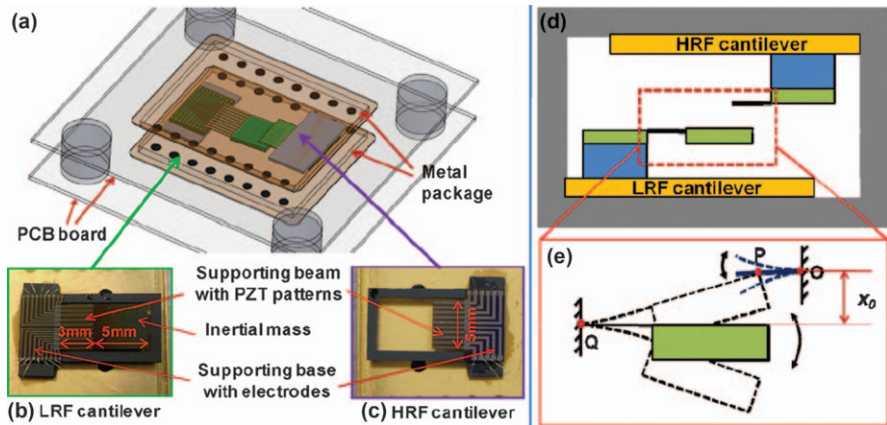 (a)
Metal
package
PCB board
Supporting beam
with PZT patterns
Inertial mass
3mm
5mm
5mm
Supporting base
with electrodes
(b) LRF cantilever
(c) HRF cantilever
(d)
HRF cantilever
LRF cantilever
(e)
P
O
x0
Q